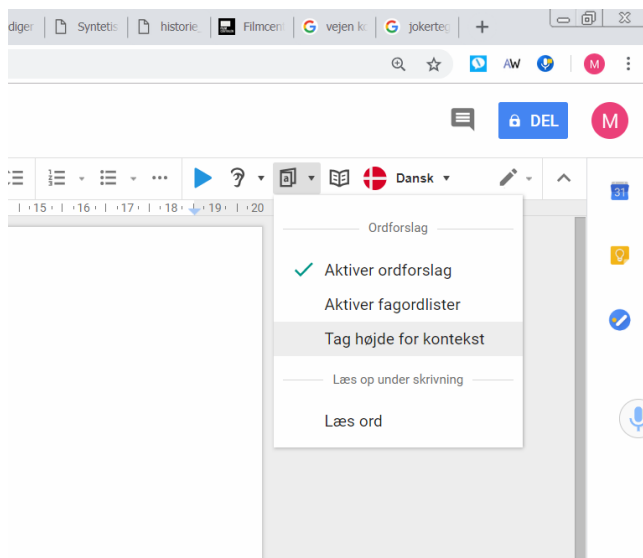 diger Syntetis historie, Filmcent vejen ko jokerteg
AW M
DEL M
Dansk
15 16 17 18 19 20
31
Ordforslag
Aktiver ordforslag
Aktiver fagordlister
Tag højde for kontekst
Læs op under skrivning
Læs ord